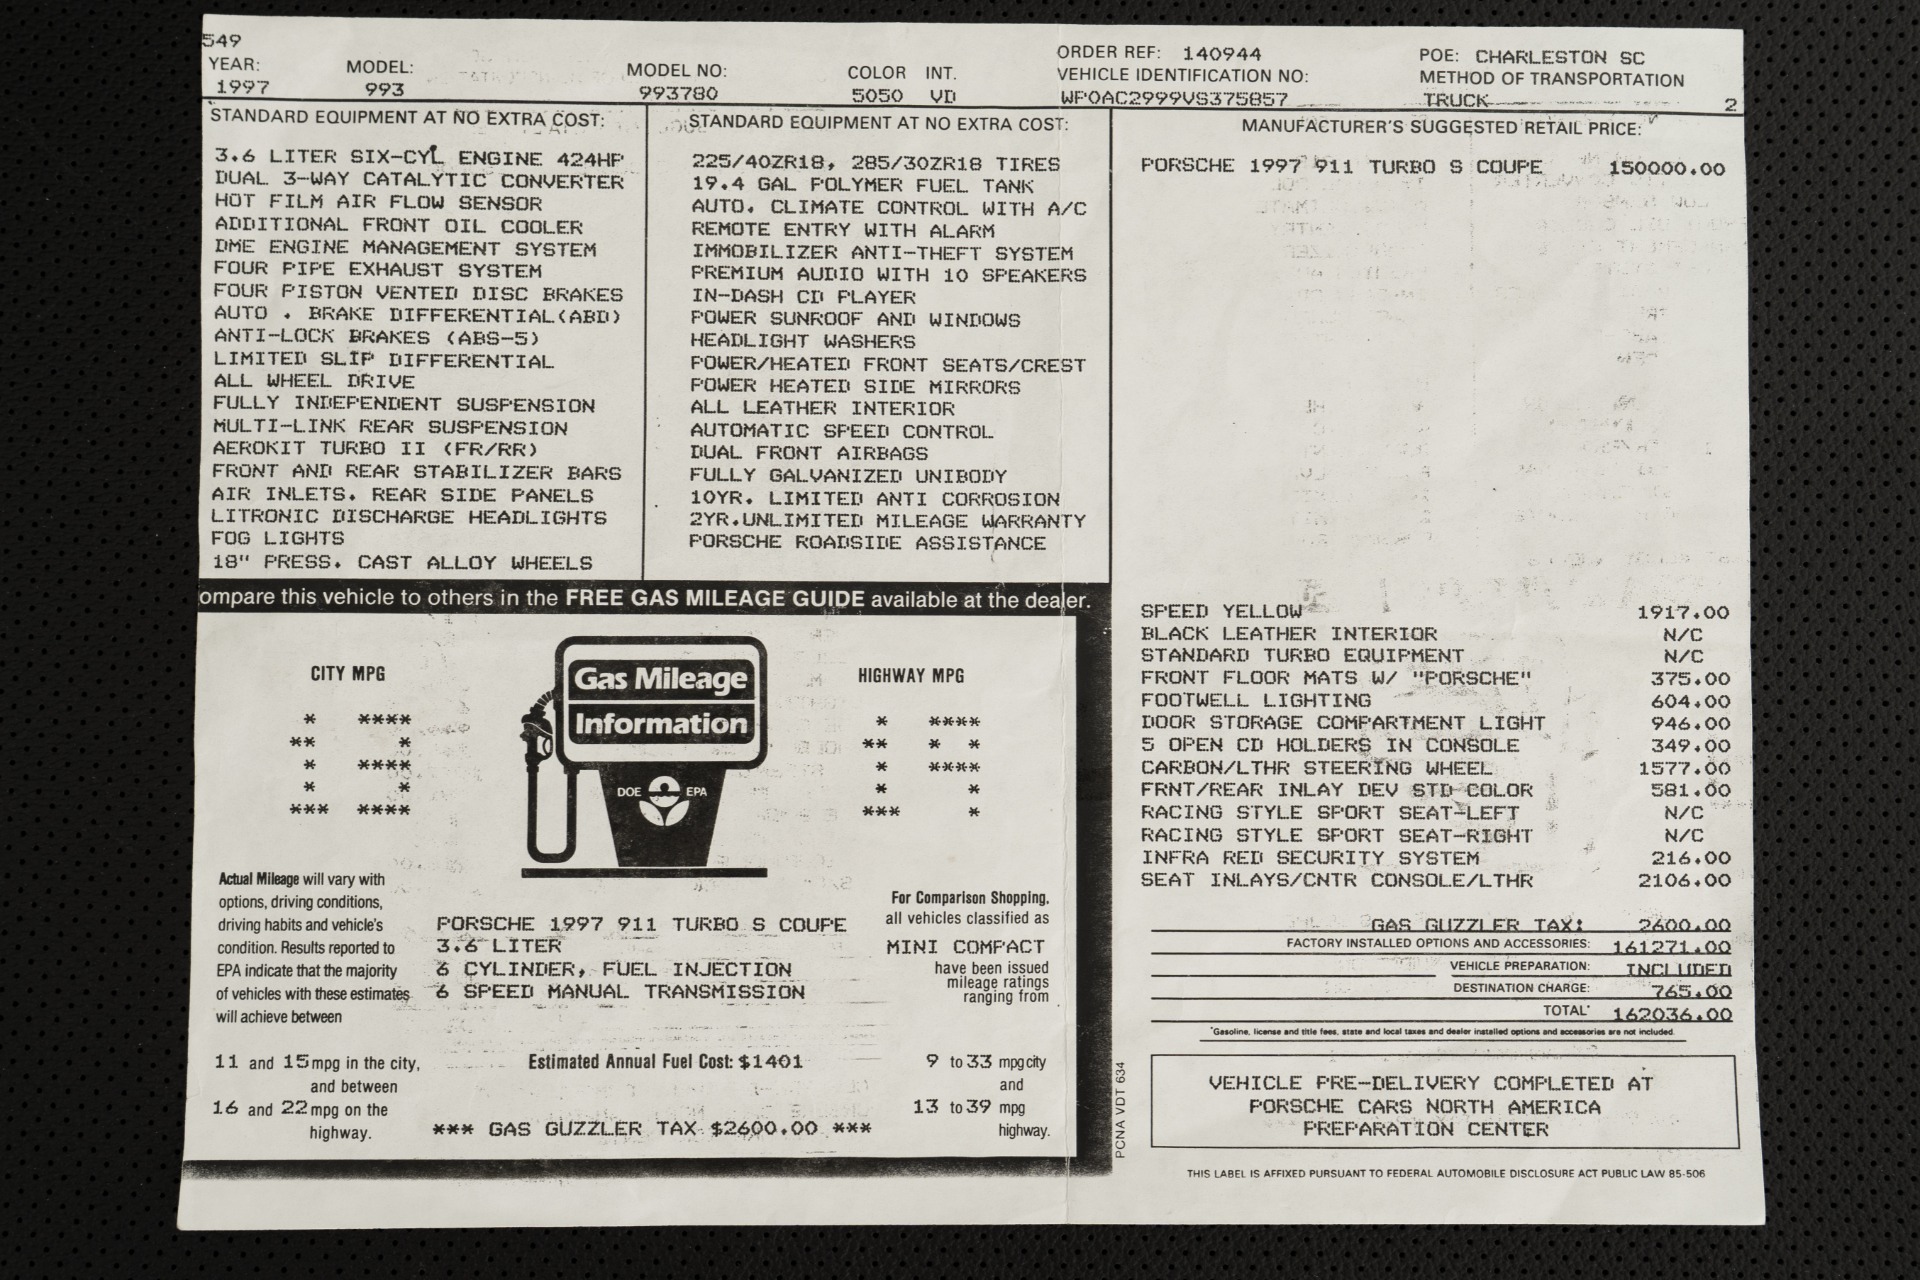 549
YEAR: MODEL: MODEL NO: COLOR INT. ORDER REF: 140944 POE: CHARLESTON SC
1997 993 993780 5050 VD VEHICLE IDENTIFICATION NO: METHOD OF TRANSPORTATION
WP0AC2999VS375857 TRUCK 2
STANDARD EQUIPMENT AT NO EXTRA COST:
3.6 LITER SIX-CYL ENGINE 424HP
DUAL 3-WAY CATALYTIC CONVERTER
HOT FILM AIR FLOW SENSOR
ADDITIONAL FRONT OIL COOLER
DME ENGINE MANAGEMENT SYSTEM
FOUR PIPE EXHAUST SYSTEM
FOUR PISTON VENTED DISC BRAKES
AUTO . BRAKE DIFFERENTIAL(ABD)
ANTI-LOCK BRAKES (ABS-5)
LIMITED SLIP DIFFERENTIAL
ALL WHEEL DRIVE
FULLY INDEPENDENT SUSPENSION
MULTI-LINK REAR SUSPENSION
AEROKIT TURBO II (FR/RR)
FRONT AND REAR STABILIZER BARS
AIR INLETS. REAR SIDE PANELS
LITRONIC DISCHARGE HEADLIGHTS
FOG LIGHTS
18" PRESS. CAST ALLOY WHEELS
STANDARD EQUIPMENT AT NO EXTRA COST:
225/40ZR18, 285/30ZR18 TIRES
19.4 GAL POLYMER FUEL TANK
AUTO. CLIMATE CONTROL WITH A/C
REMOTE ENTRY WITH ALARM
IMMOBILIZER ANTI-THEFT SYSTEM
PREMIUM AUDIO WITH 10 SPEAKERS
IN-DASH CD PLAYER
POWER SUNROOF AND WINDOWS
HEADLIGHT WASHERS
POWER/HEATED FRONT SEATS/CREST
POWER HEATED SIDE MIRRORS
ALL LEATHER INTERIOR
AUTOMATIC SPEED CONTROL
DUAL FRONT AIRBAGS
FULLY GALVANIZED UNIBODY
10YR. LIMITED ANTI CORROSION
2YR.UNLIMITED MILEAGE WARRANTY
PORSCHE ROADSIDE ASSISTANCE
MANUFACTURER'S SUGGESTED RETAIL PRICE:
PORSCHE 1997 911 TURBO S COUPE 150000.00
SPEED YELLOW 1917.00
BLACK LEATHER INTERIOR N/C
STANDARD TURBO EQUIPMENT N/C
FRONT FLOOR MATS W/ "PORSCHE" 375.00
FOOTWELL LIGHTING 604.00
DOOR STORAGE COMPARTMENT LIGHT 946.00
5 OPEN CD HOLDERS IN CONSOLE 349.00
CARBON/LTHR STEERING WHEEL 1577.00
FRNT/REAR INLAY DEV STD COLOR 581.00
RACING STYLE SPORT SEAT-LEFT N/C
RACING STYLE SPORT SEAT-RIGHT N/C
INFRA RED SECURITY SYSTEM 216.00
SEAT INLAYS/CNTR CONSOLE/LTHR 2106.00
GAS GUZZLER TAX: 2600.00
FACTORY INSTALLED OPTIONS AND ACCESSORIES: 161271.00
VEHICLE PREPARATION: INCLUDED
DESTINATION CHARGE: 765.00
TOTAL* 162036.00
*Gasoline, license and title fees, state and local taxes and dealer installed options and accessories are not included.
VEHICLE PRE-DELIVERY COMPLETED AT
PORSCHE CARS NORTH AMERICA
PREPARATION CENTER
THIS LABEL IS AFFIXED PURSUANT TO FEDERAL AUTOMOBILE DISCLOSURE ACT PUBLIC LAW 85-506
PCNA VDT 634
ompare this vehicle to others in the FREE GAS MILEAGE GUIDE available at the dealer.
CITY MPG
13
Gas Mileage
Information
DOE EPA
HIGHWAY MPG
19
Actual Mileage will vary with
options, driving conditions,
driving habits and vehicle's
condition. Results reported to
EPA indicate that the majority
of vehicles with these estimates
will achieve between
11 and 15 mpg in the city,
and between
16 and 22 mpg on the
highway.
PORSCHE 1997 911 TURBO S COUPE
3.6 LITER
6 CYLINDER, FUEL INJECTION
6 SPEED MANUAL TRANSMISSION
Estimated Annual Fuel Cost: $1401
*** GAS GUZZLER TAX $2600.00 ***
For Comparison Shopping,
all vehicles classified as
MINI COMPACT
have been issued
mileage ratings
ranging from
9 to 33 mpg city
and
13 to 39 mpg
highway.